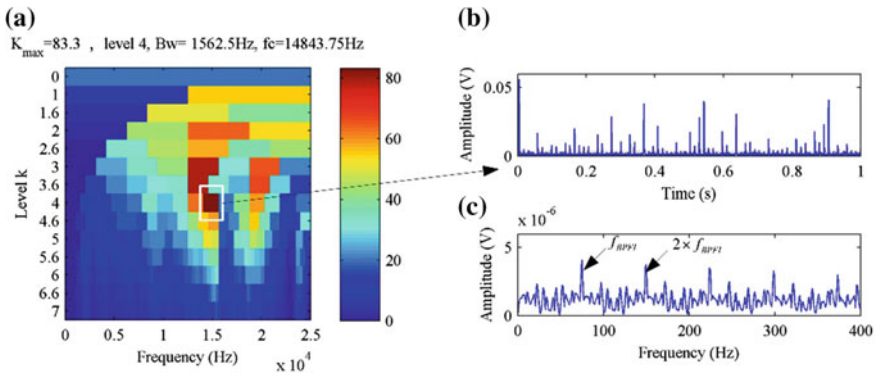 (a)
K_max=83.3 , level 4, Bw= 1562.5Hz, fc=14843.75Hz
0
1
1.6
2
2.6
3
3.6
4
4.6
5
5.6
6
6.6
7
Level k
0 0.5 1 1.5 2 2.5
Frequency (Hz)
x 10^4
80
60
40
20
0
(b)
Amplitude (V)
0.05
0
0 0.2 0.4 0.6 0.8 1
Time (s)
(c)
x 10^-6
Amplitude (V)
5
0
f_BPFI
2× f_BPFI
0 100 200 300 400
Frequency (Hz)